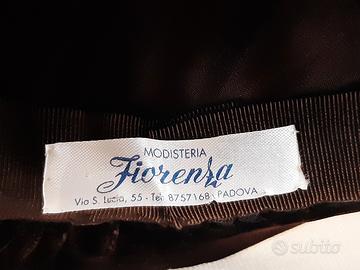 MODISTERIA
Fiorenza
Via S. Lucia, 55 - Tel. 8757168 - PADOVA
subito